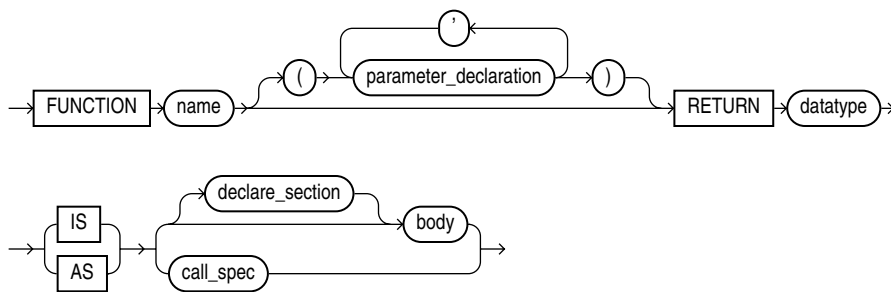 ,
( parameter_declaration )
FUNCTION name RETURN datatype
declare_section
IS body
AS call_spec